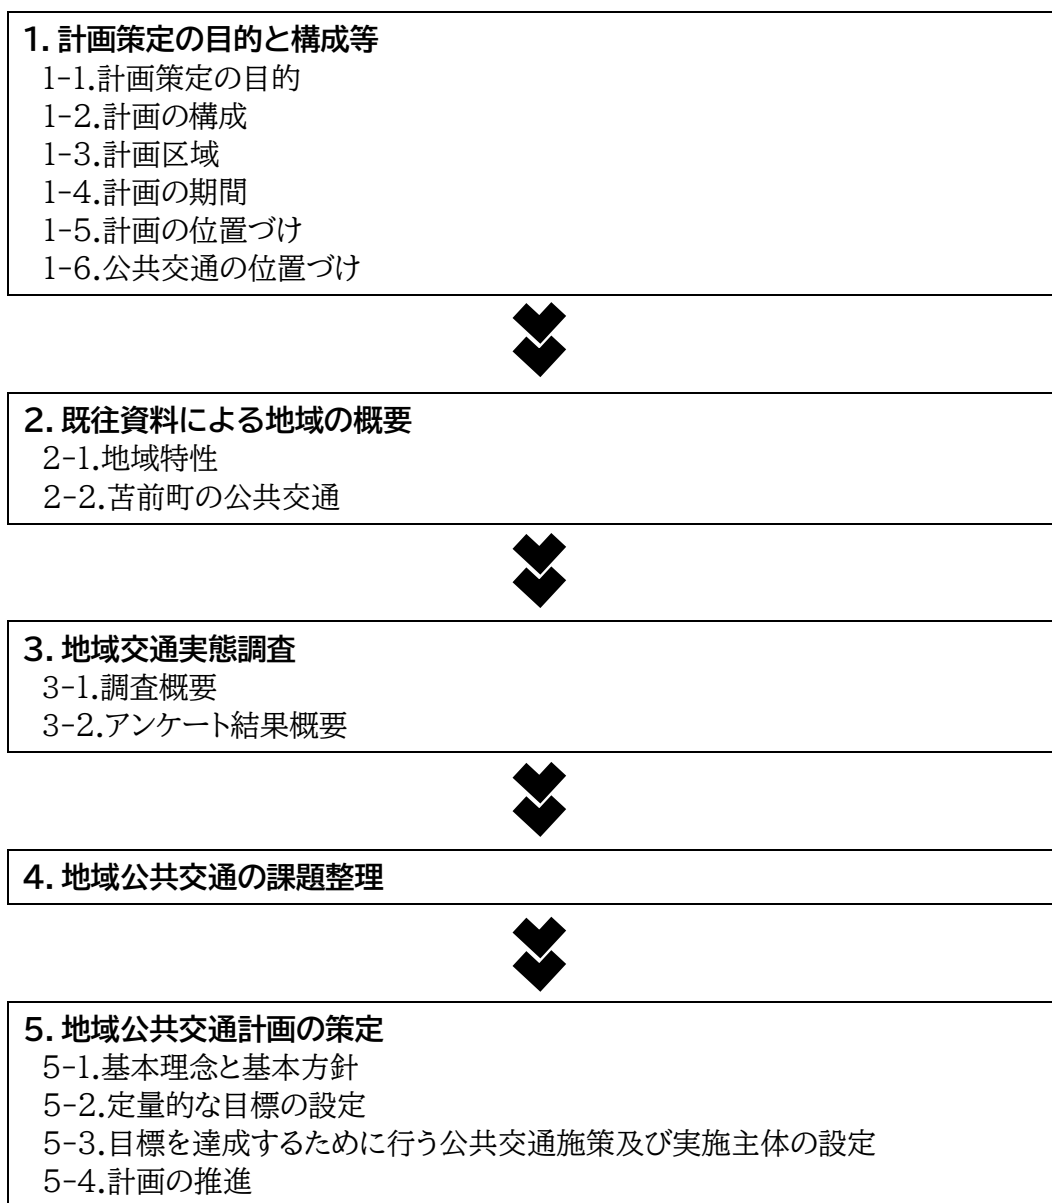 1. 計画策定の目的と構成等
1-1.計画策定の目的
1-2.計画の構成
1-3.計画区域
1-4.計画の期間
1-5.計画の位置づけ
1-6.公共交通の位置づけ
2. 既往資料による地域の概要
2-1.地域特性
2-2.苫前町の公共交通
3. 地域交通実態調査
3-1.調査概要
3-2.アンケート結果概要
4. 地域公共交通の課題整理
5. 地域公共交通計画の策定
5-1.基本理念と基本方針
5-2.定量的な目標の設定
5-3.目標を達成するために行う公共交通施策及び実施主体の設定
5-4.計画の推進